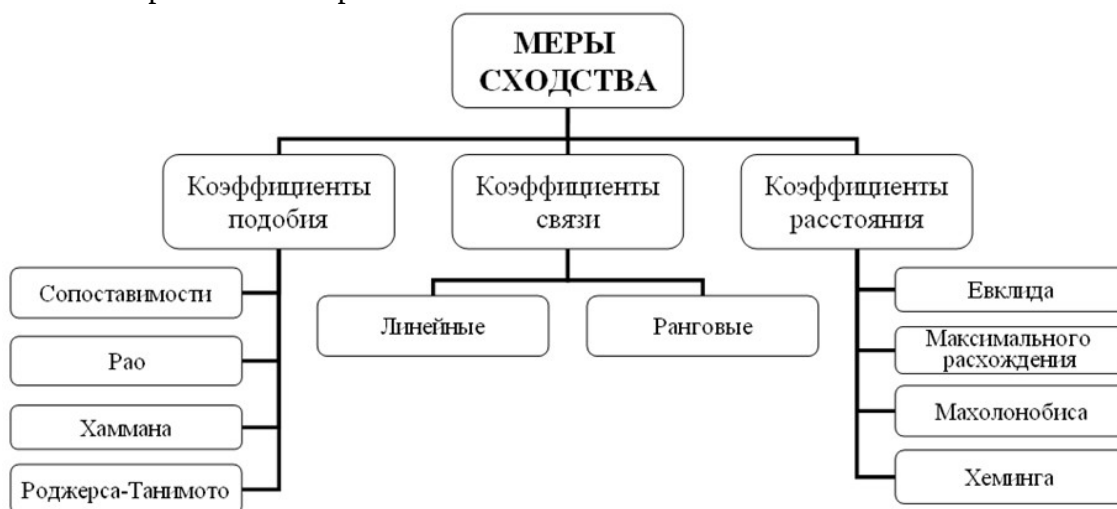 МЕРЫ
СХОДСТВА
Коэффициенты
подобия
Коэффициенты
связи
Коэффициенты
расстояния
Сопоставимости
Рао
Хаммана
Роджерса-Танимото
Линейные
Ранговые
Евклида
Максимального
расхождения
Махолонобиса
Хеминга